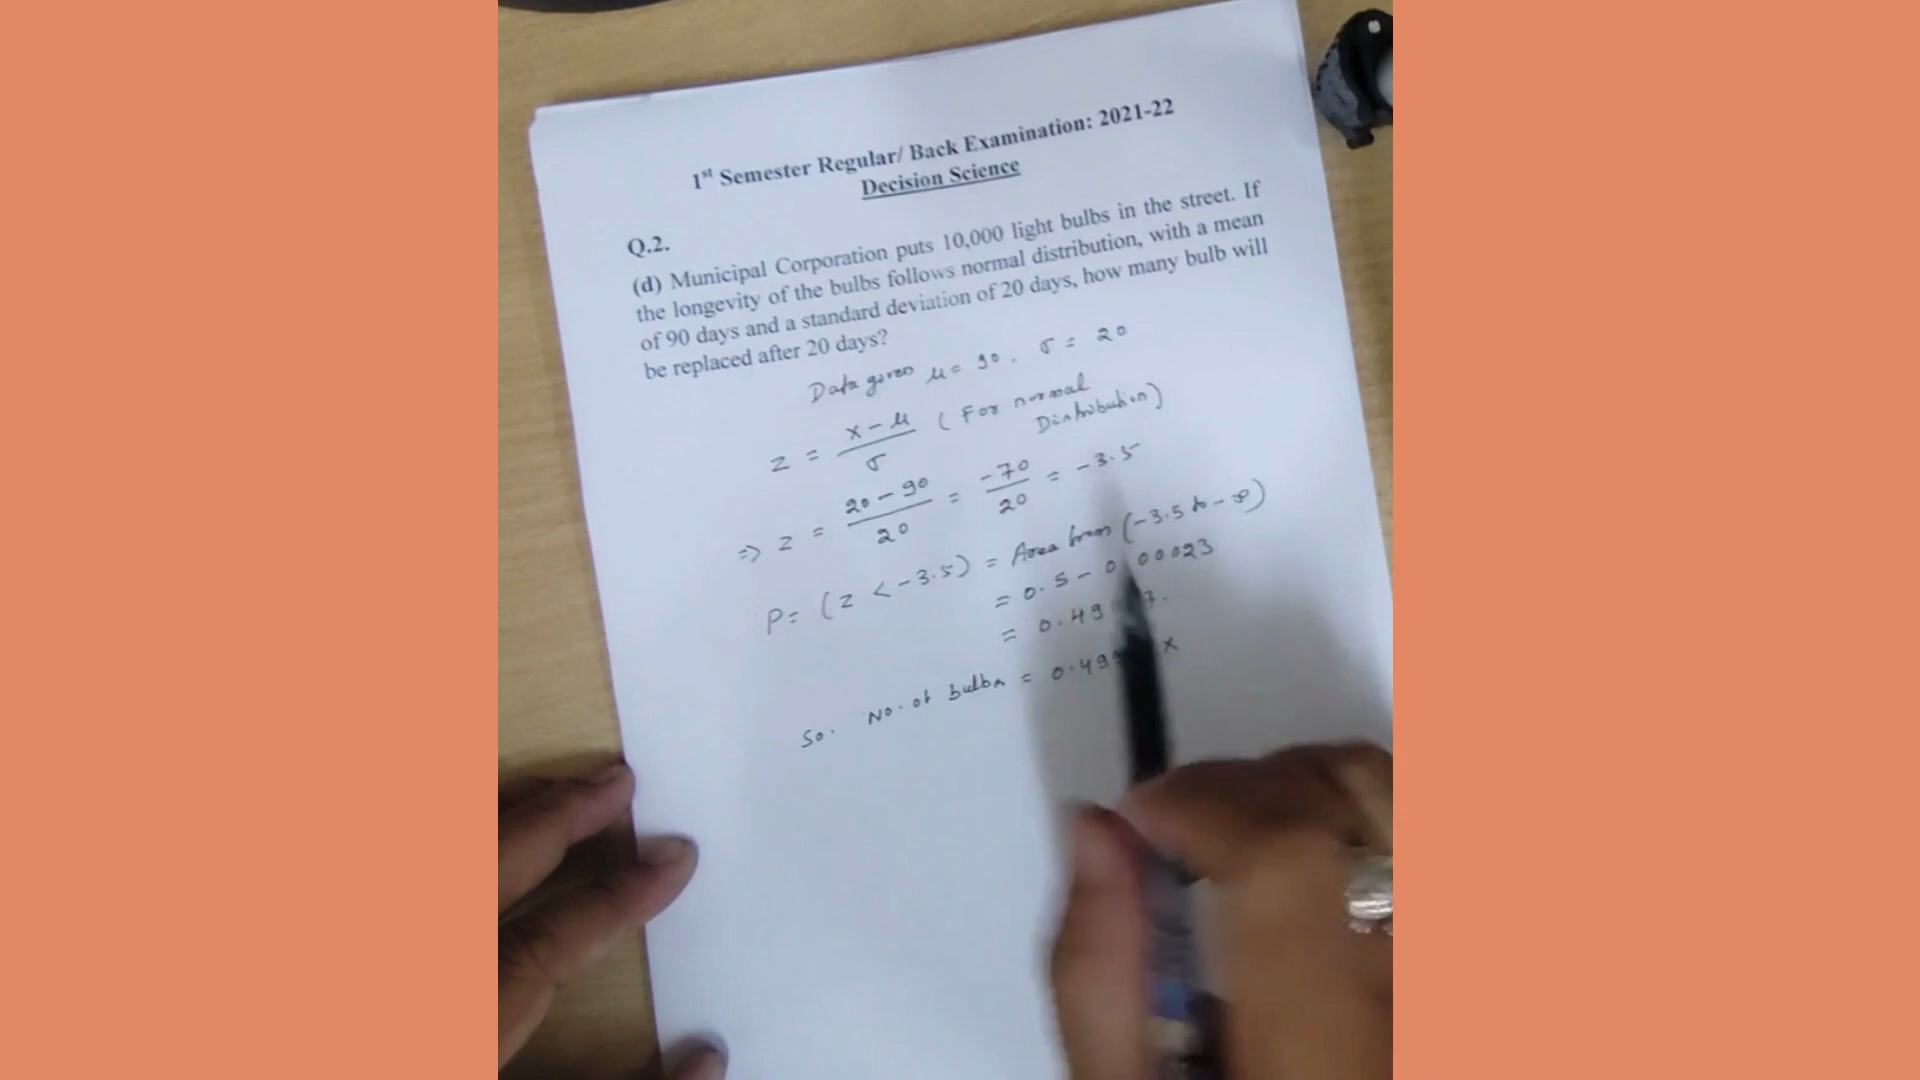 1st Semester Regular/ Back Examination: 2021-22
Decision Science
Q.2.
(d) Municipal Corporation puts 10,000 light bulbs in the street. If
the longevity of the bulbs follows normal distribution, with a mean
of 90 days and a standard deviation of 20 days, how many bulb will
be replaced after 20 days?
Data given μ = 90. σ = 20
z = x - μ / σ (For normal
Distribution)
=> z = 20 - 90 / 20 = -70 / 20 = -3.5
P = (z < -3.5) = Area from (-3.5 to -∞)
= 0.5 - 0.00023
= 0.49
So. No. of bulbs = 0.499 x